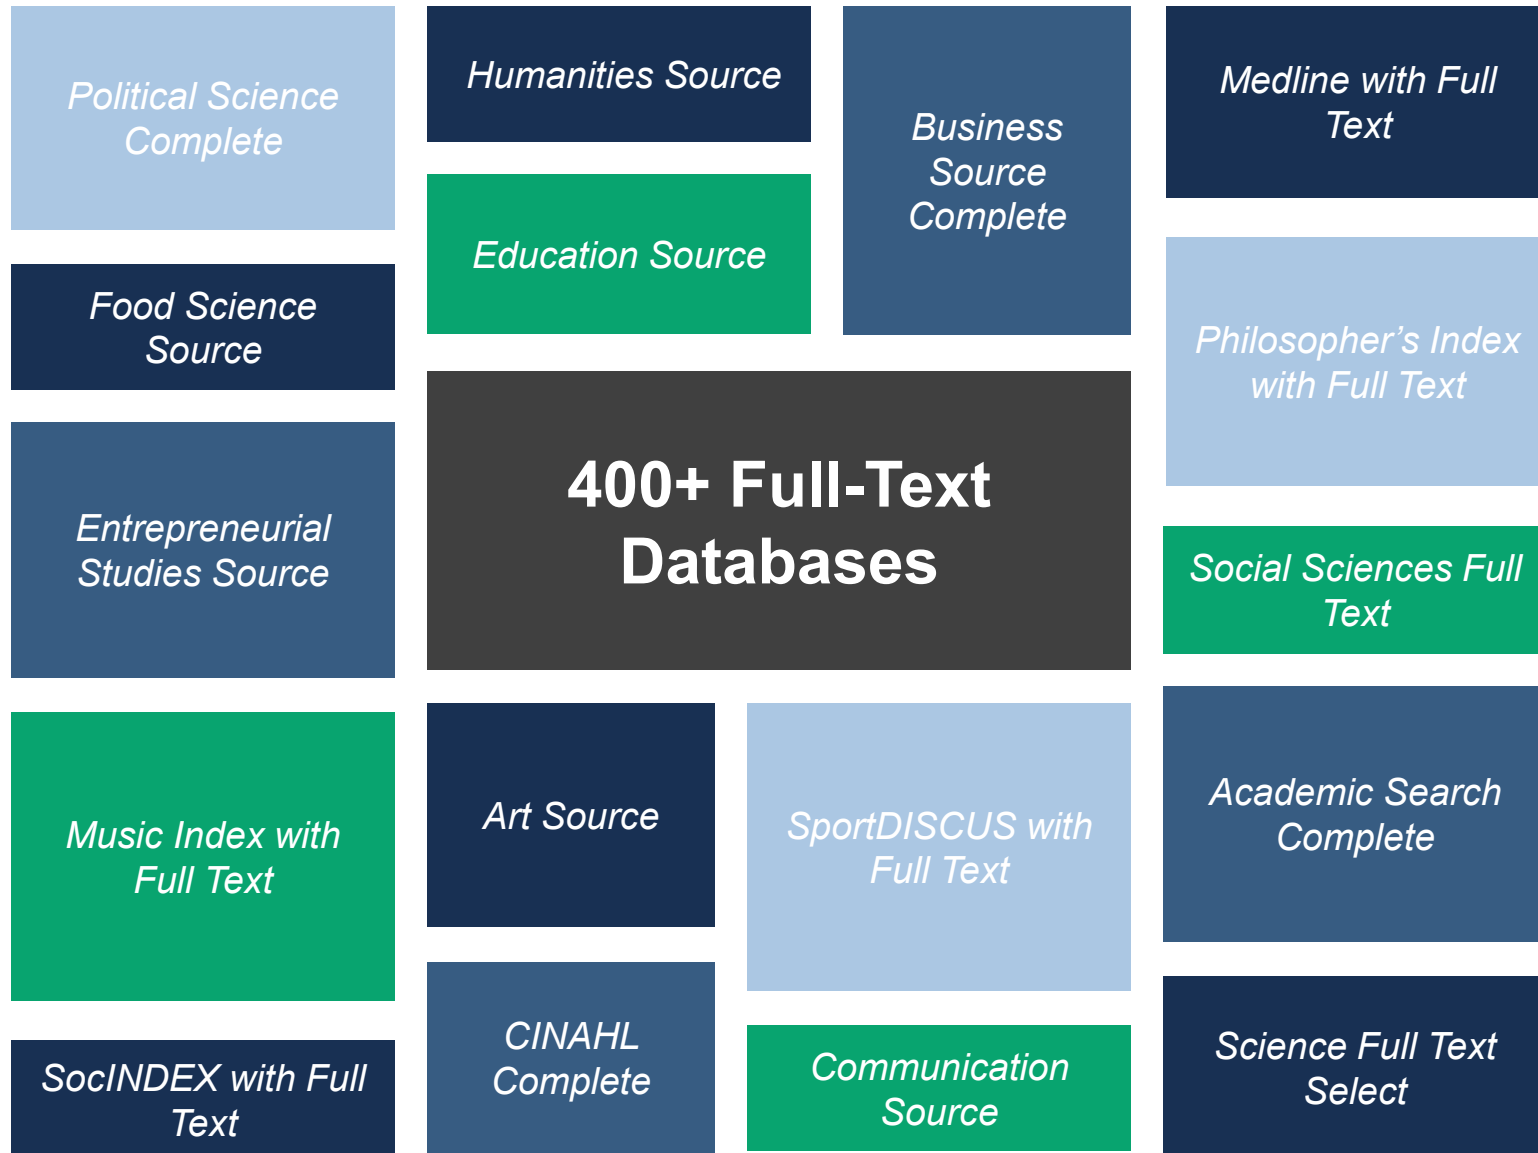 Political Science
Complete
Humanities Source
Business
Source
Complete
Medline with Full
Text
Education Source
Food Science
Source
Philosopher’s Index
with Full Text
400+ Full-Text
Databases
Entrepreneurial
Studies Source
Social Sciences Full
Text
Music Index with
Full Text
Art Source
SportDISCUS with
Full Text
Academic Search
Complete
SocINDEX with Full
Text
CINAHL
Complete
Communication
Source
Science Full Text
Select